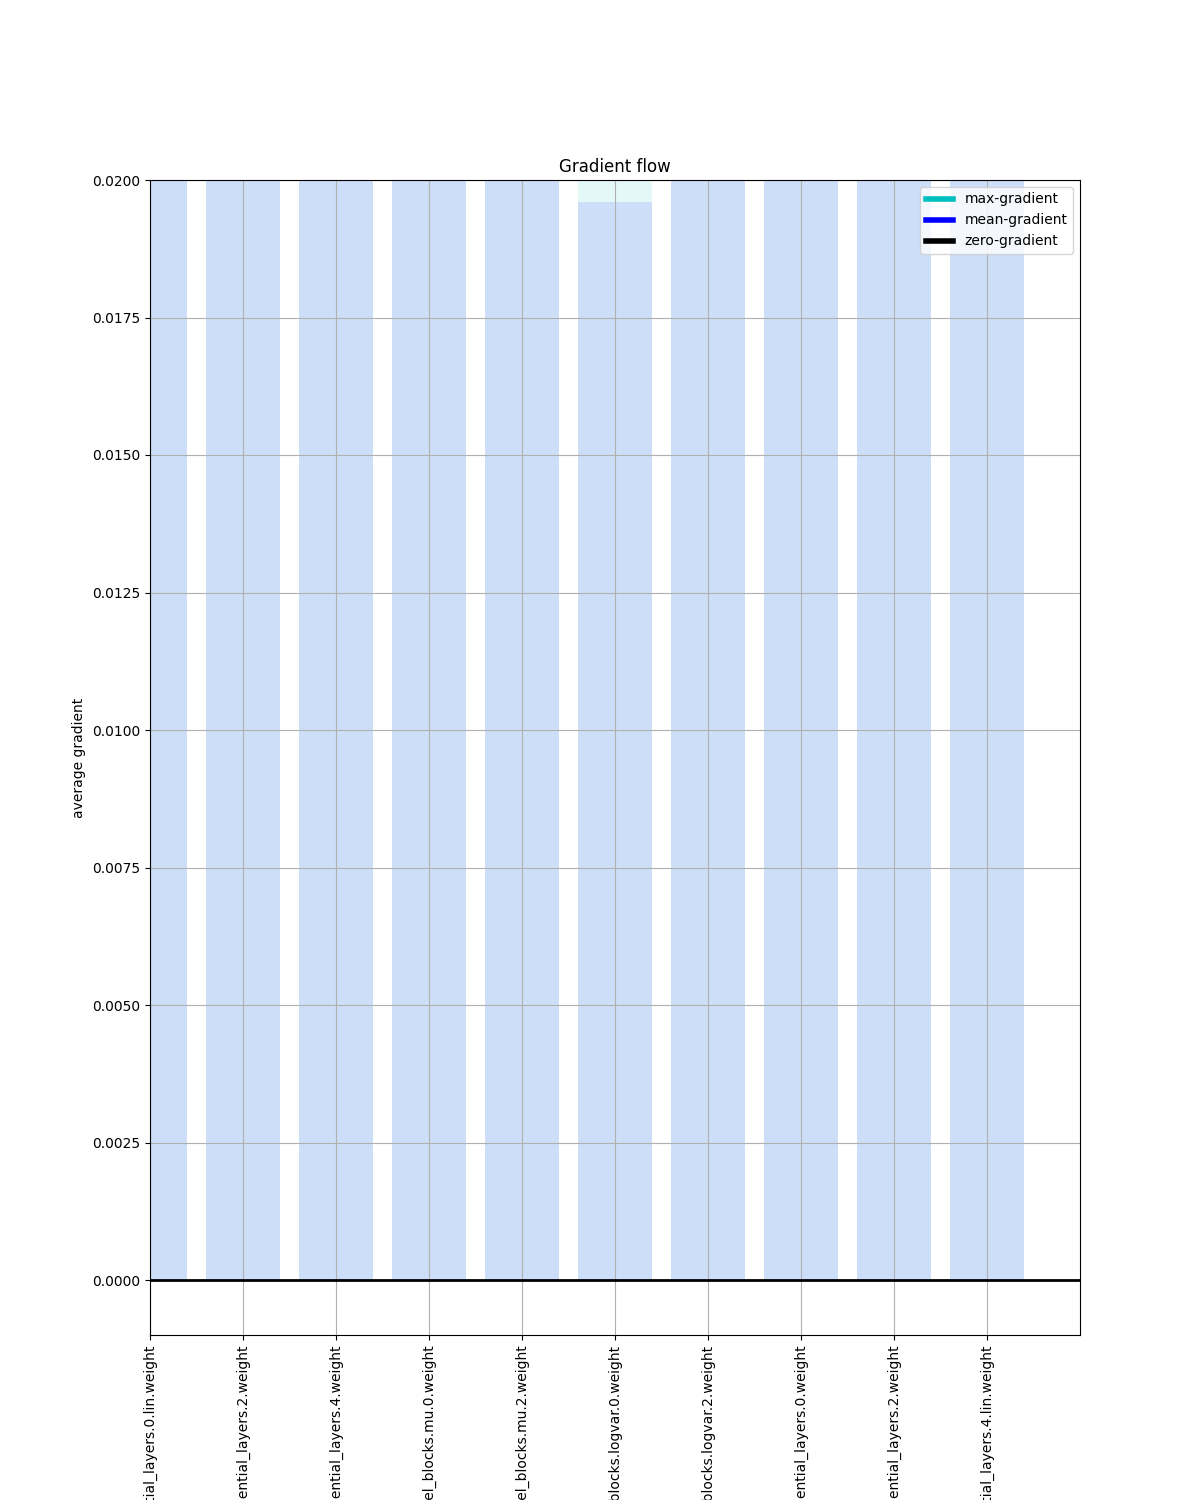 Gradient flow
max-gradient
mean-gradient
zero-gradient
0.0200
0.0175
0.0150
0.0125
0.0100
0.0075
0.0050
0.0025
0.0000
average gradient
tial_layers.0.lin.weight
ential_layers.2.weight
ential_layers.4.weight
el_blocks.mu.0.weight
el_blocks.mu.2.weight
blocks.logvar.0.weight
blocks.logvar.2.weight
ential_layers.0.weight
ential_layers.2.weight
tial_layers.4.lin.weight